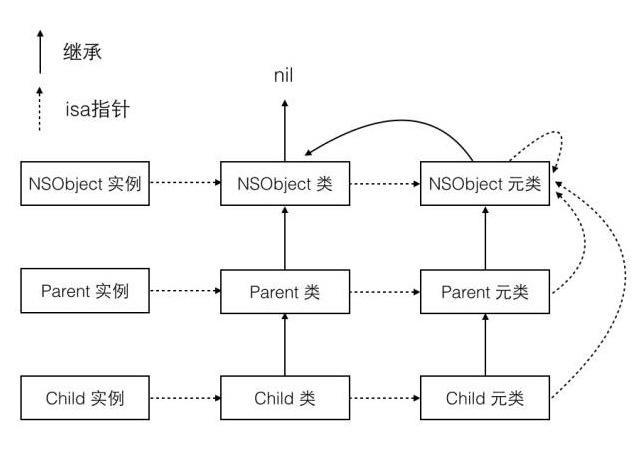 继承
nil
isa指针
NSObject 实例
NSObject 类
NSObject 元类
Parent 实例
Parent 类
Parent 元类
Child 实例
Child 类
Child 元类